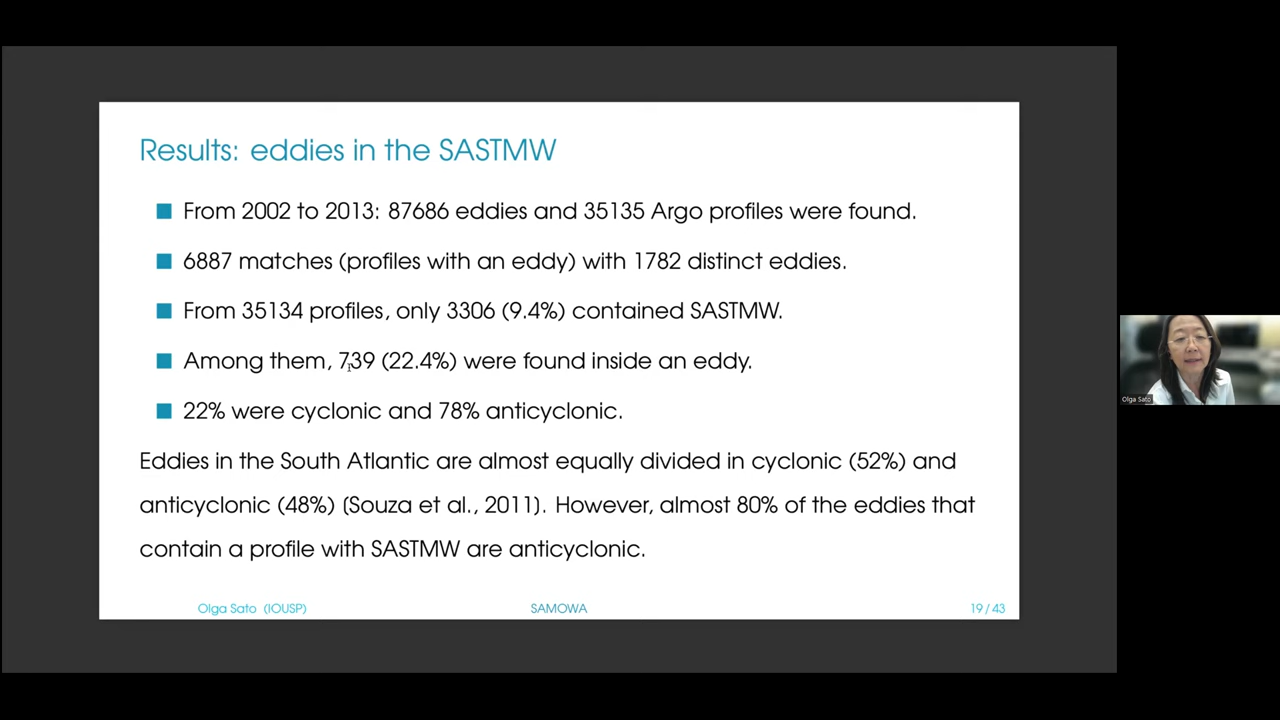 Results: eddies in the SASTMW
From 2002 to 2013: 87686 eddies and 35135 Argo profiles were found.
6887 matches (profiles with an eddy) with 1782 distinct eddies.
From 35134 profiles, only 3306 (9.4%) contained SASTMW.
Among them, 739 (22.4%) were found inside an eddy.
22% were cyclonic and 78% anticyclonic.
Eddies in the South Atlantic are almost equally divided in cyclonic (52%) and
anticyclonic (48%) (Souza et al., 2011). However, almost 80% of the eddies that
contain a profile with SASTMW are anticyclonic.
Olga Sato (IOUSP) SAMOWA 19 / 43
Olga Sato